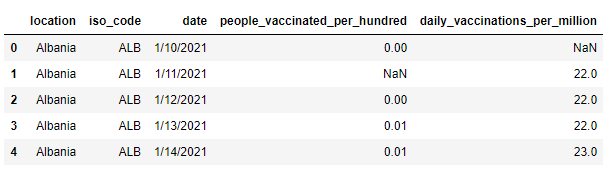 location iso_code date people_vaccinated_per_hundred daily_vaccinations_per_million
0 Albania ALB 1/10/2021 0.00 NaN
1 Albania ALB 1/11/2021 NaN 22.0
2 Albania ALB 1/12/2021 0.00 22.0
3 Albania ALB 1/13/2021 0.01 22.0
4 Albania ALB 1/14/2021 0.01 23.0